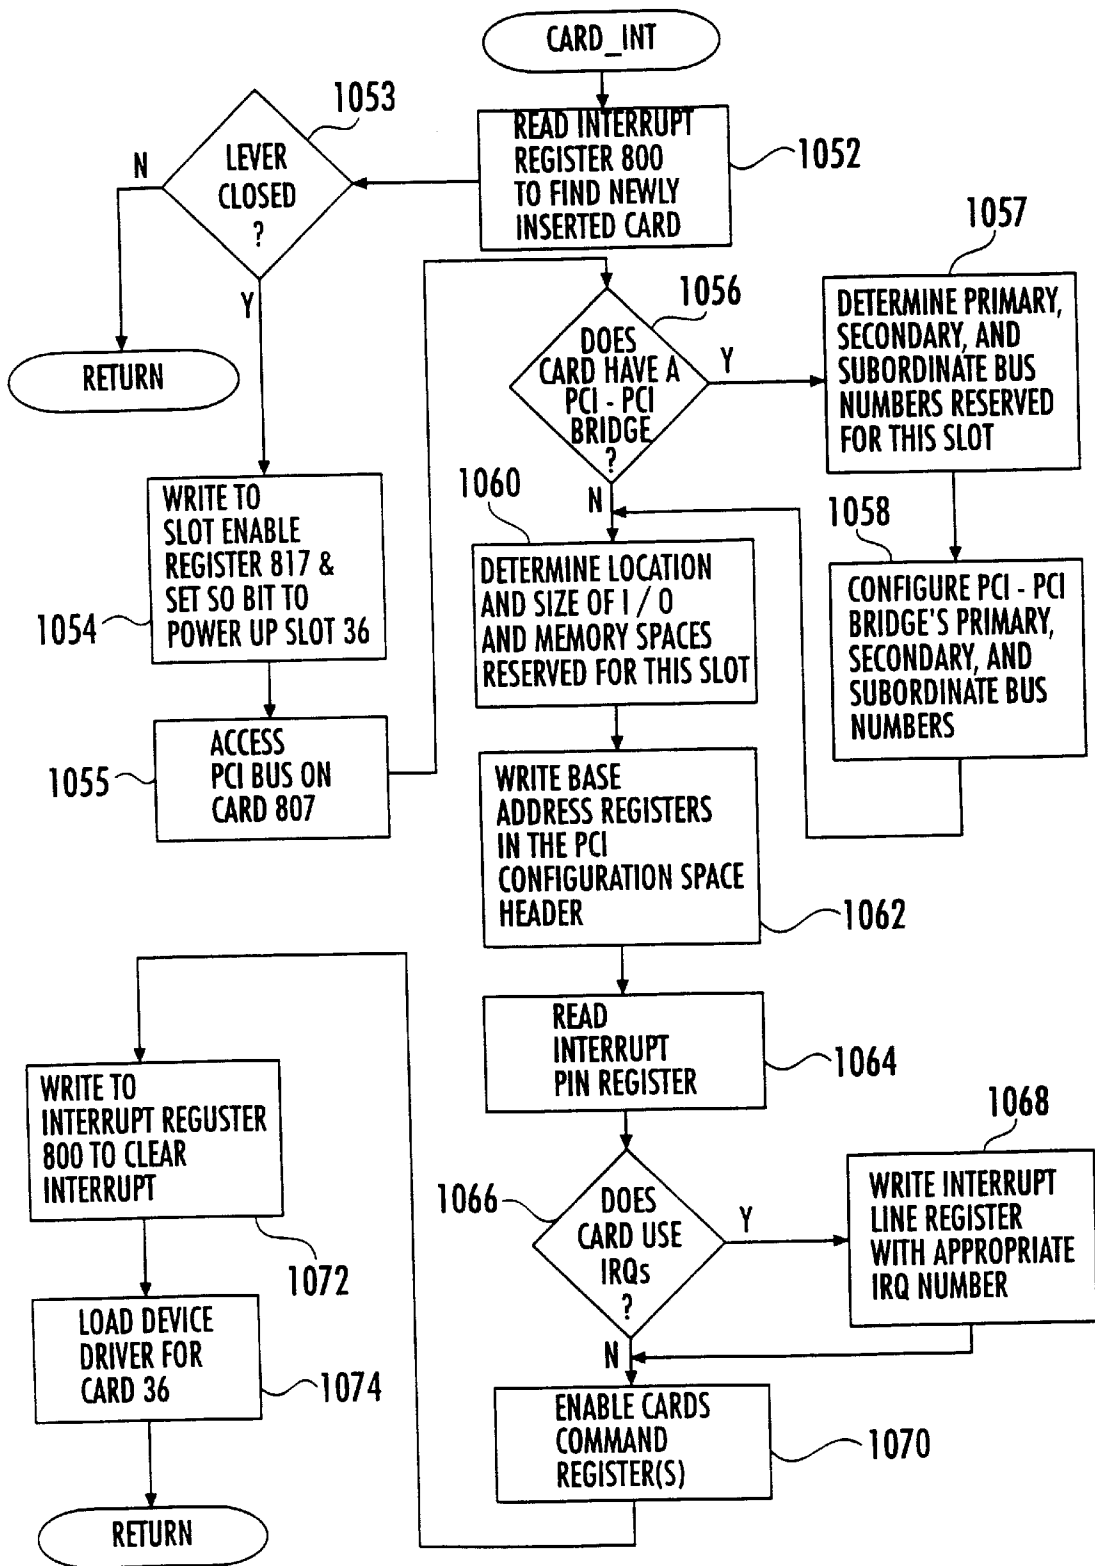 CARD_INT
READ INTERRUPT
REGISTER 800
TO FIND NEWLY
INSERTED CARD
1052
1053
LEVER
CLOSED
?
N
Y
RETURN
WRITE TO
SLOT ENABLE
REGISTER 817 &
SET SO BIT TO
POWER UP SLOT 36
1054
ACCESS
PCI BUS ON
CARD 807
1055
1056
DOES
CARD HAVE A
PCI - PCI
BRIDGE
?
Y
N
1057
DETERMINE PRIMARY,
SECONDARY, AND
SUBORDINATE BUS
NUMBERS RESERVED
FOR THIS SLOT
1058
CONFIGURE PCI - PCI
BRIDGE'S PRIMARY,
SECONDARY, AND
SUBORDINATE BUS
NUMBERS
1060
DETERMINE LOCATION
AND SIZE OF I / O
AND MEMORY SPACES
RESERVED FOR THIS SLOT
WRITE BASE
ADDRESS REGISTERS
IN THE PCI
CONFIGURATION SPACE
HEADER
1062
READ
INTERRUPT
PIN REGISTER
1064
1066
DOES
CARD USE
IRQs
?
Y
N
1068
WRITE INTERRUPT
LINE REGISTER
WITH APPROPRIATE
IRQ NUMBER
ENABLE CARDS
COMMAND
REGISTER(S)
1070
WRITE TO
INTERRUPT REGUSTER
800 TO CLEAR
INTERRUPT
1072
LOAD DEVICE
DRIVER FOR
CARD 36
1074
RETURN